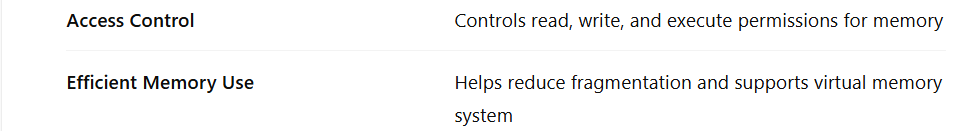 Access Control Controls read, write, and execute permissions for memory
Efficient Memory Use Helps reduce fragmentation and supports virtual memory
system